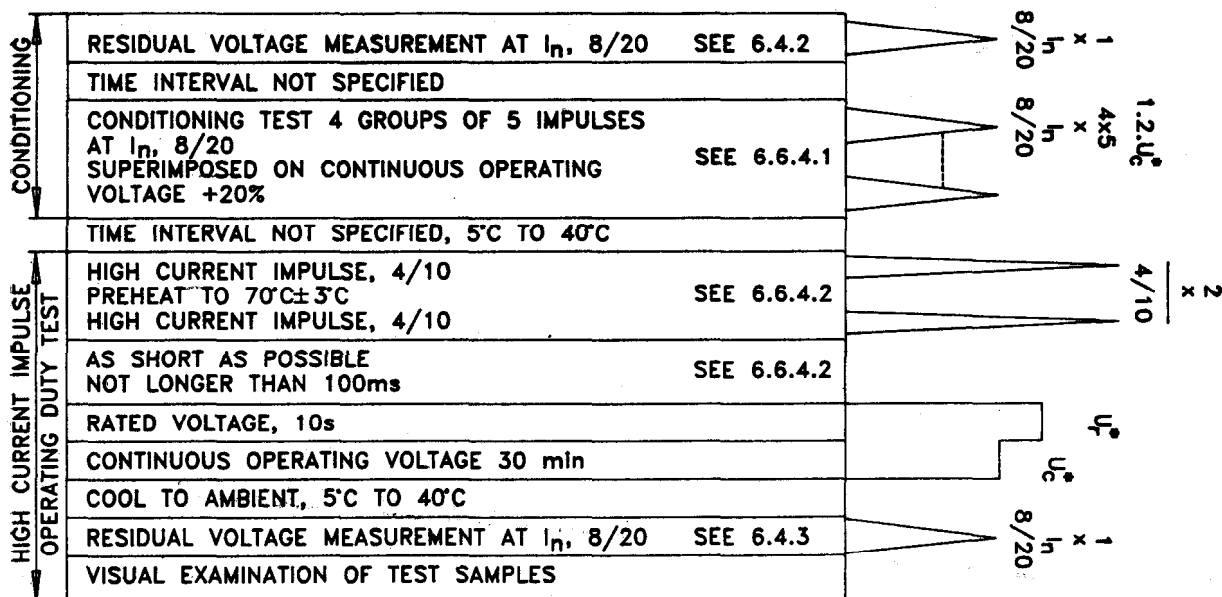 CONDITIONING
RESIDUAL VOLTAGE MEASUREMENT AT In, 8/20 SEE 6.4.2
TIME INTERVAL NOT SPECIFIED
CONDITIONING TEST 4 GROUPS OF 5 IMPULSES
AT In, 8/20
SUPERIMPOSED ON CONTINUOUS OPERATING
VOLTAGE +20%
SEE 6.6.4.1
TIME INTERVAL NOT SPECIFIED, 5°C TO 40°C
HIGH CURRENT IMPULSE
OPERATING DUTY TEST
HIGH CURRENT IMPULSE, 4/10
PREHEAT TO 70°C±3°C
HIGH CURRENT IMPULSE, 4/10
SEE 6.6.4.2
AS SHORT AS POSSIBLE
NOT LONGER THAN 100ms
SEE 6.6.4.2
RATED VOLTAGE, 10s
CONTINUOUS OPERATING VOLTAGE 30 min
COOL TO AMBIENT, 5°C TO 40°C
RESIDUAL VOLTAGE MEASUREMENT AT In, 8/20 SEE 6.4.3
VISUAL EXAMINATION OF TEST SAMPLES
1
x
In
8/20
1.2.Uc*
4x5
x
In
8/20
2
x
4/10
Ur*
Uc*
1
x
In
8/20